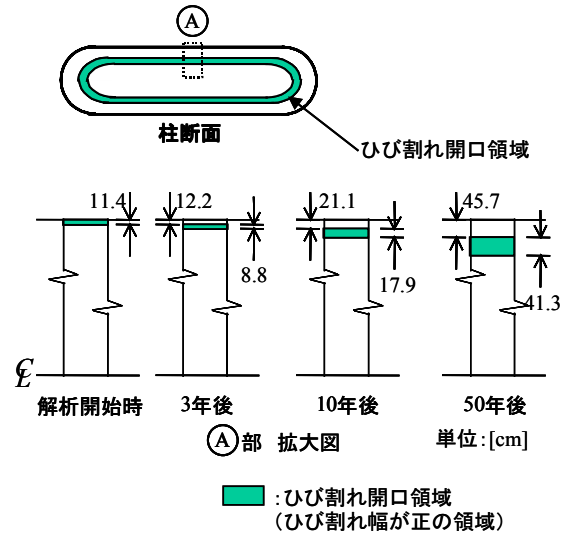 A
柱断面
ひび割れ開口領域
11.4
12.2
8.8
21.1
17.9
45.7
41.3
℄
解析開始時
3年後
10年後
50年後
A部 拡大図
単位:[cm]
:ひび割れ開口領域
(ひび割れ幅が正の領域)